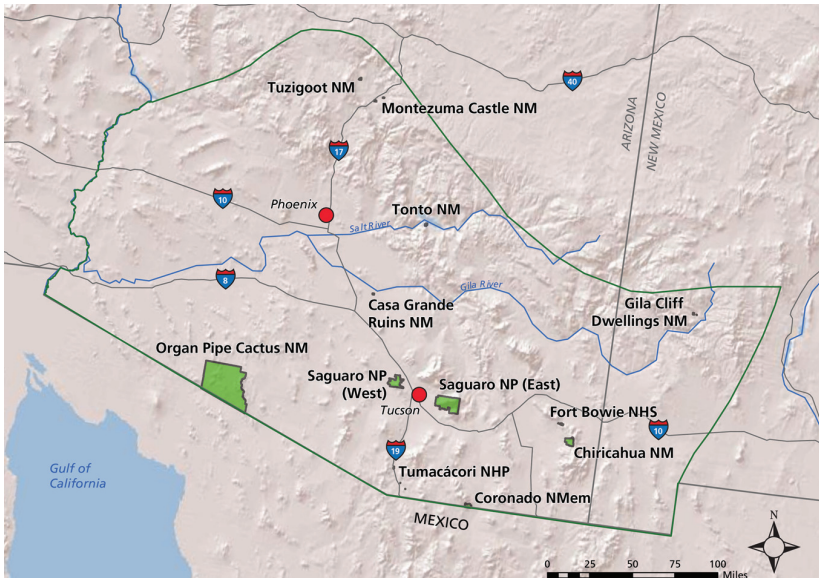 Tuzigoot NM
40
Montezuma Castle NM
ARIZONA
NEW MEXICO
17
10
Phoenix
Tonto NM
Salt River
8
Gila River
Casa Grande
Ruins NM
Gila Cliff
Dwellings NM
Organ Pipe Cactus NM
Saguaro NP
(West)
Saguaro NP (East)
Tucson
Fort Bowie NHS
10
19
Chiricahua NM
Gulf of
California
Tumacácori NHP
Coronado NMem
MEXICO
N
0 25 50 75 100
Miles